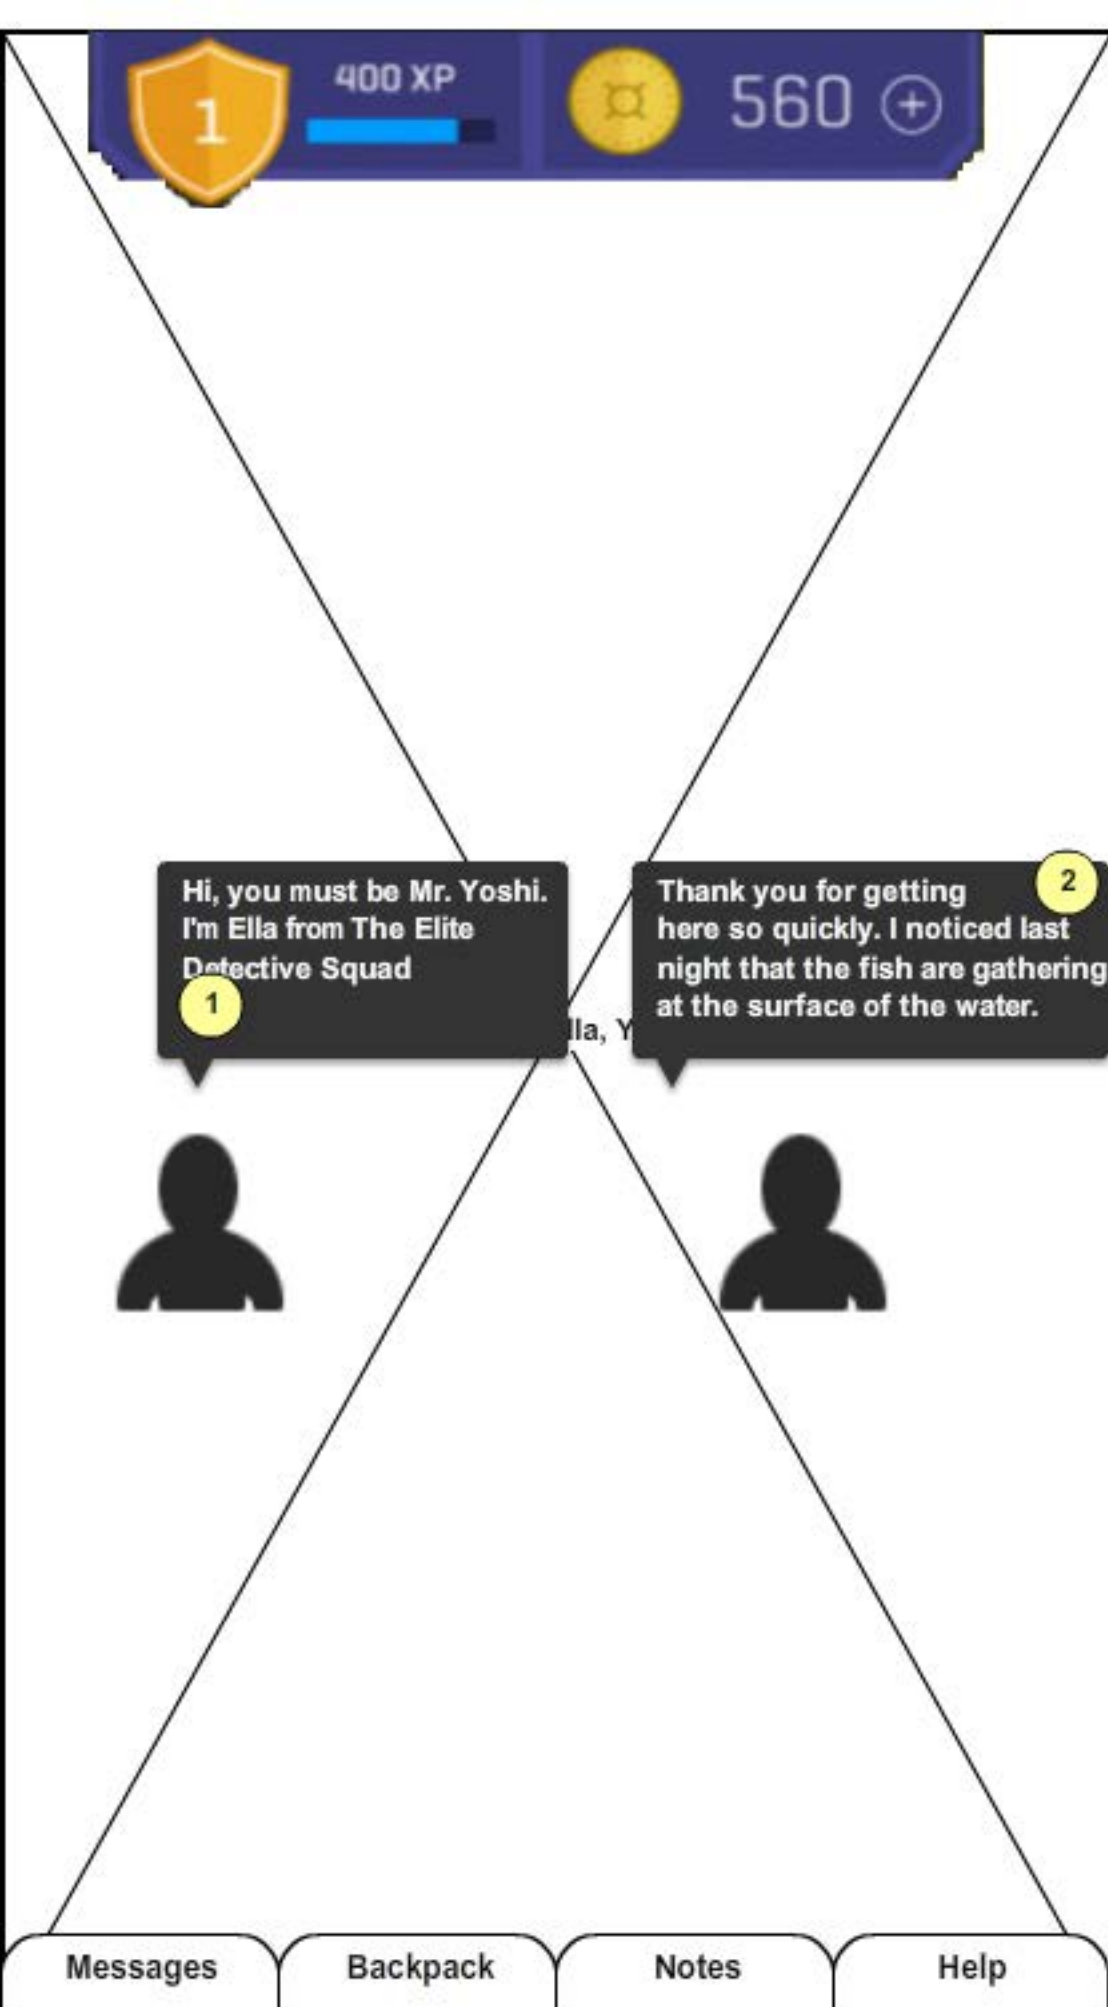 1
400 XP
560
Hi, you must be Mr. Yoshi.
I'm Ella from The Elite
Detective Squad
1
2
Thank you for getting
here so quickly. I noticed last
night that the fish are gathering
at the surface of the water.
lla, Y
Messages
Backpack
Notes
Help